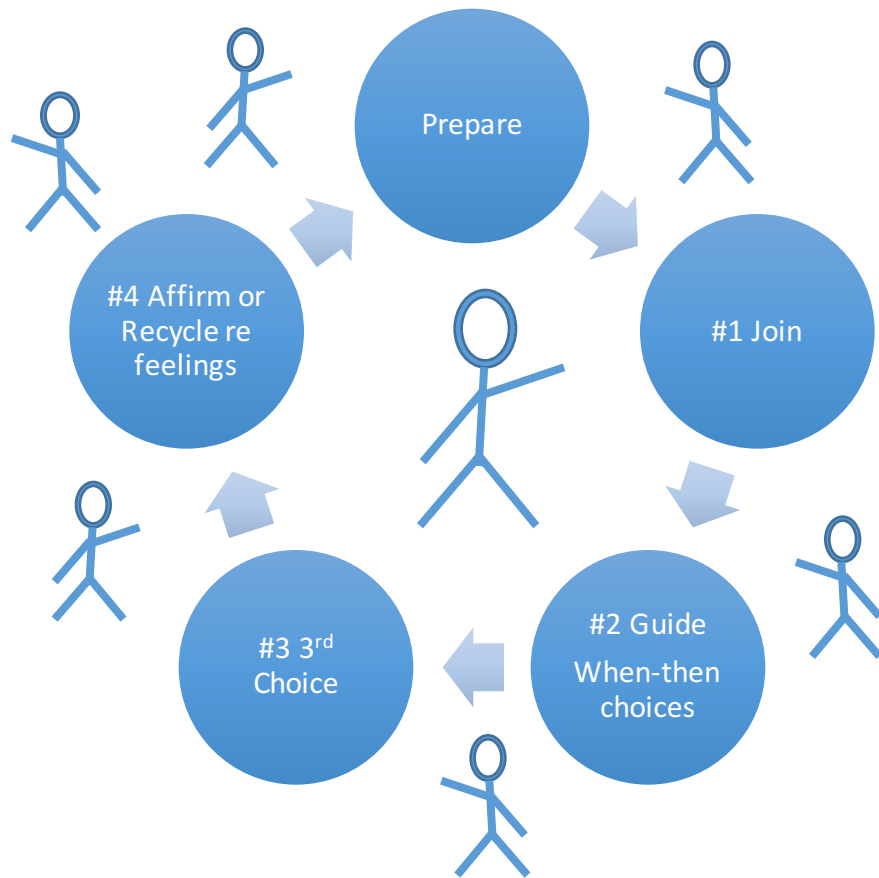 Prepare
#1 Join
#2 Guide
When-then
choices
#3 3rd
Choice
#4 Affirm or
Recycle re
feelings